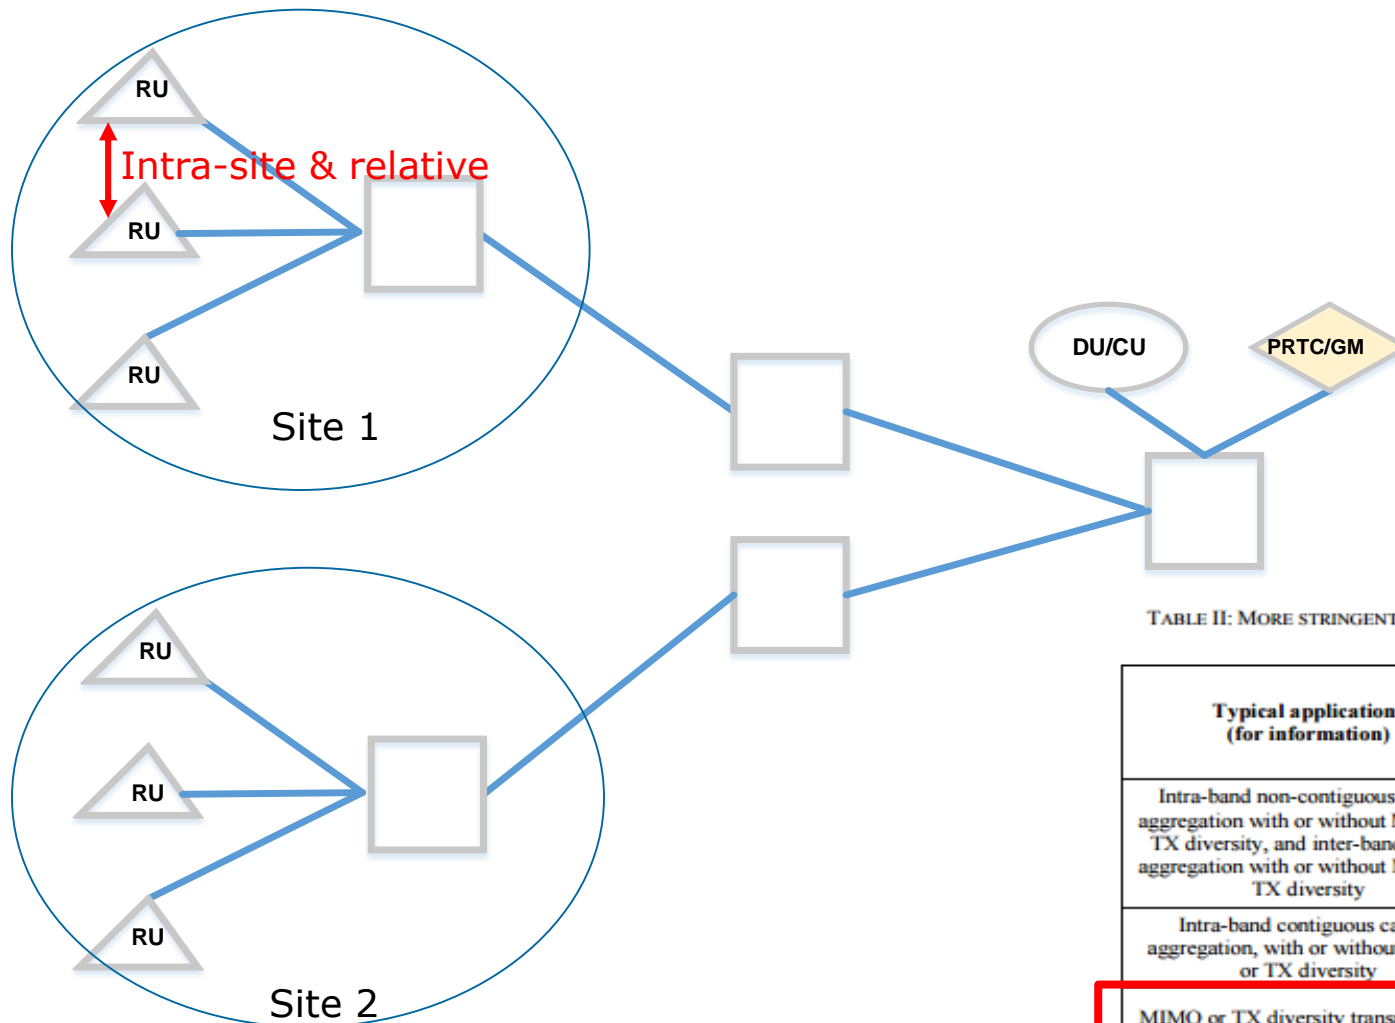 RU
Intra-site & relative
RU
RU
Site 1
DU/CU
PRTC/GM
RU
RU
RU
Site 2
TABLE II: MORE STRINGENT
Typical application
(for information)
Intra-band non-contiguous
aggregation with or without
TX diversity, and inter-band
aggregation with or without
TX diversity
Intra-band contiguous
aggregation, with or without
or TX diversity
MIMO or TX diversity